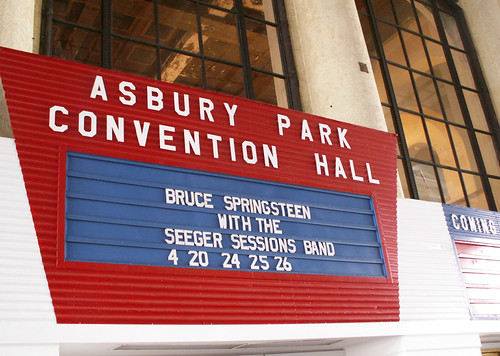 ASBURY PARK
CONVENTION HALL
BRUCE SPRINGSTEEN
WITH THE
SEEGER SESSIONS BAND
4 20 24 25 26
COMING